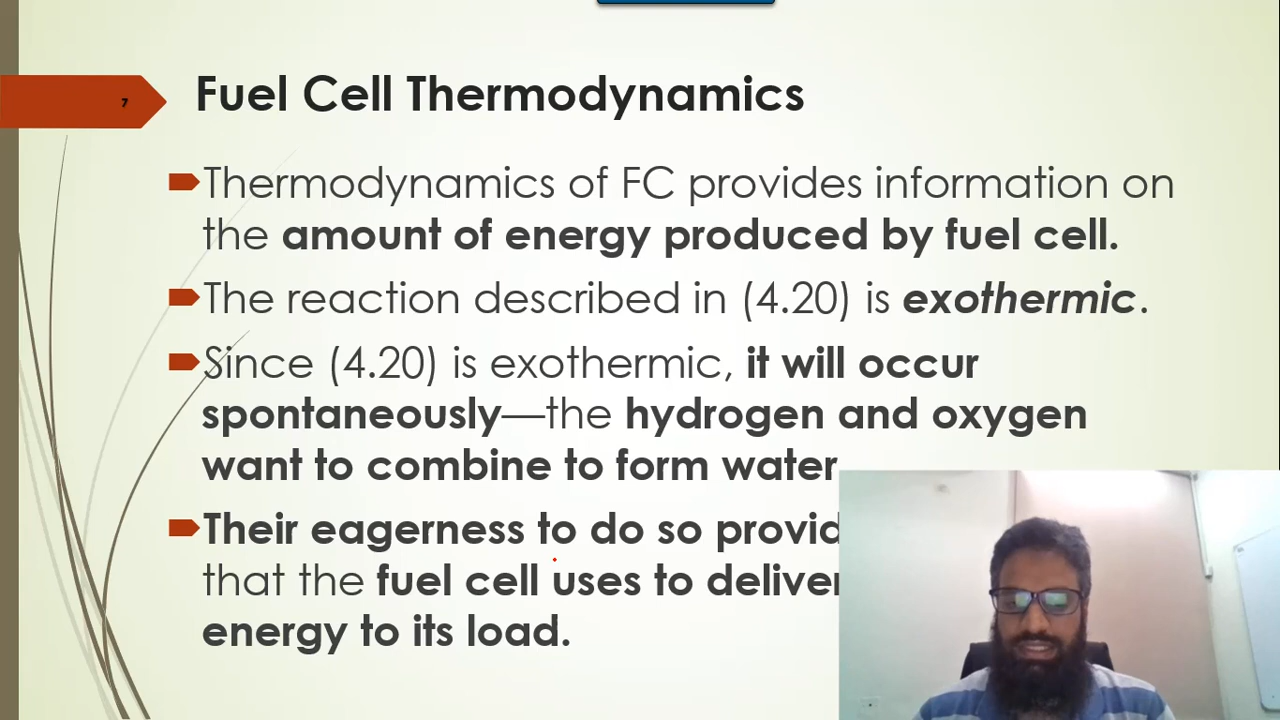 7
Fuel Cell Thermodynamics
Thermodynamics of FC provides information on
the amount of energy produced by fuel cell.
The reaction described in (4.20) is exothermic.
Since (4.20) is exothermic, it will occur
spontaneously—the hydrogen and oxygen
want to combine to form water
Their eagerness to do so
that the fuel cell uses to deliver
energy to its load.